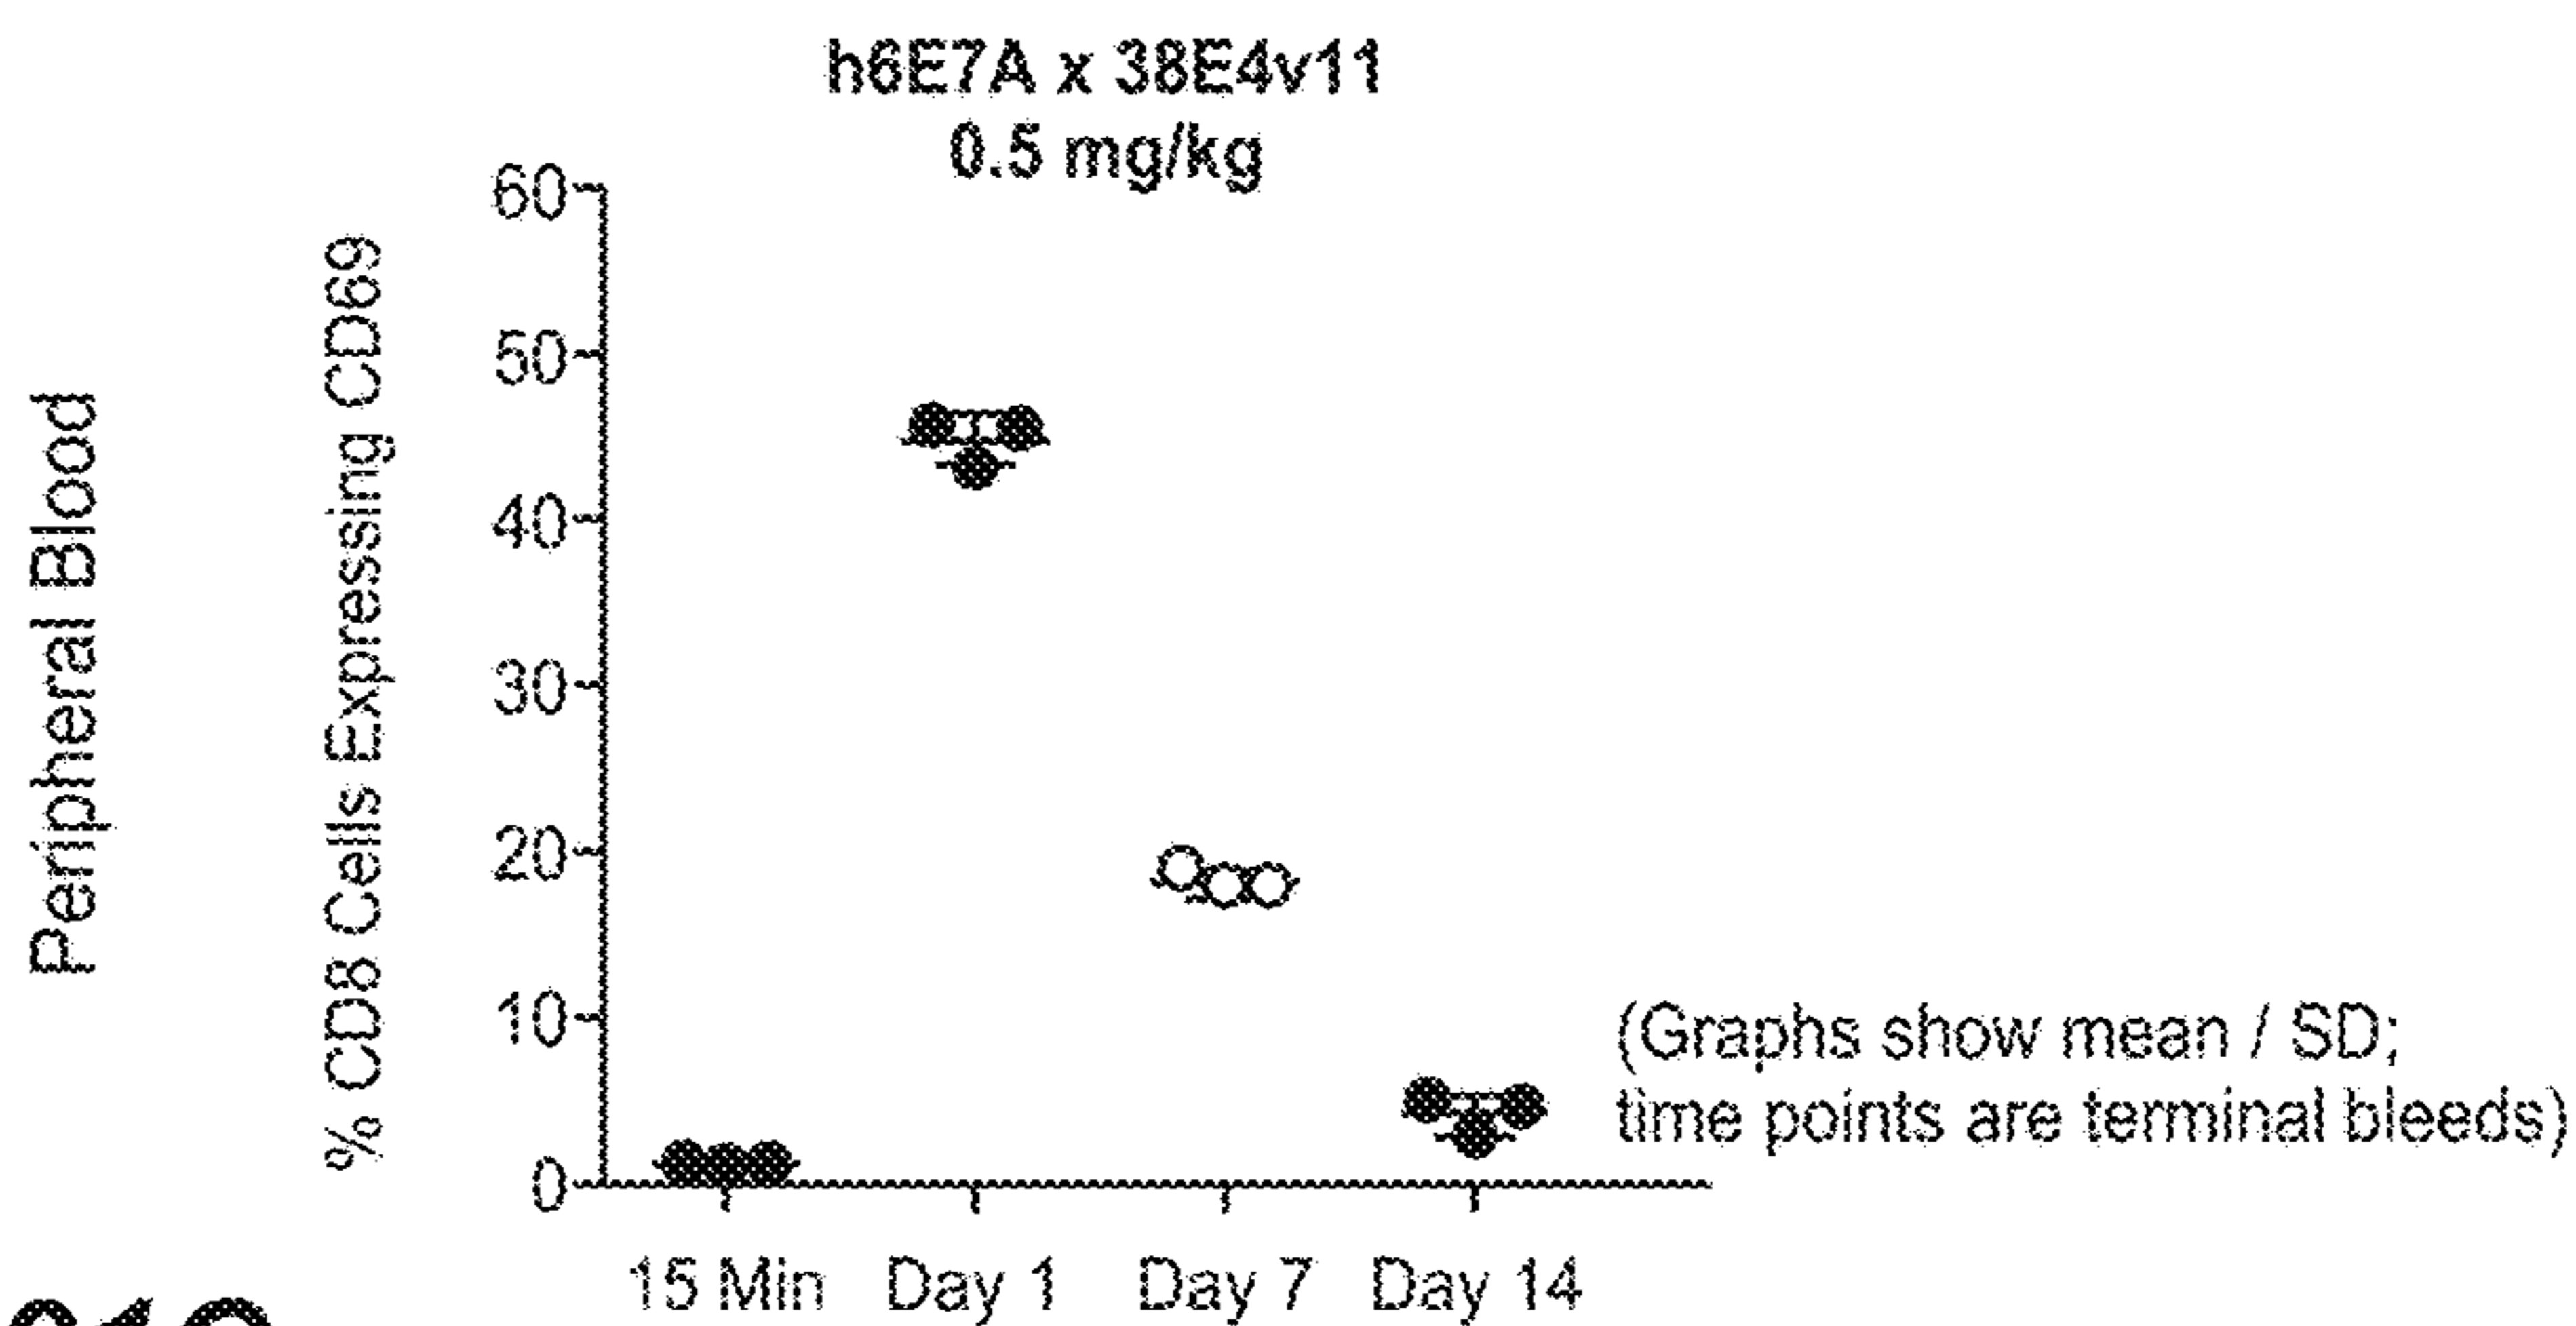 h6E7A x 38E4v11
0.5 mg/kg
Peripheral Blood
% CD8 Cells Expressing CD69
60
50
40
30
20
10
0
15 Min Day 1 Day 7 Day 14
(Graphs show mean / SD;
time points are terminal bleeds)